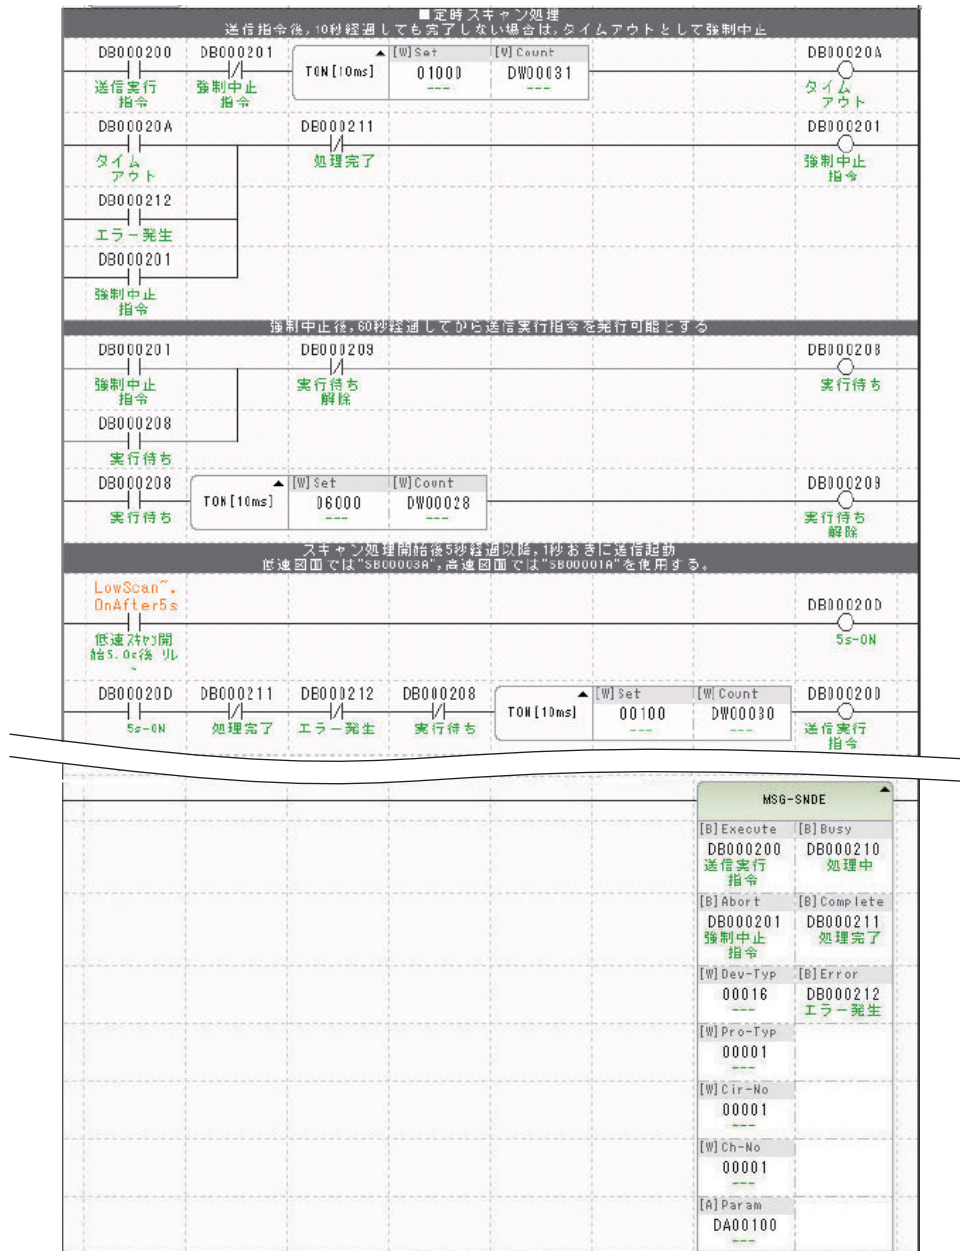 ■定時スキャン処理
送信指令後,10秒経過しても完了しない場合は,タイムアウトとして強制中止
DB000200 DB000201 TON[10ms] [W]Set [W]Count DB00020A
01000 DW00031
送信実行 強制中止 --- --- タイム
指令 指令 アウト
DB00020A DB000211 DB000201
タイム 処理完了 強制中止
アウト 指令
DB000212
エラー発生
DB000201
強制中止
指令
強制中止後,60秒経過してから送信実行指令を発行可能とする
DB000201 DB000209 DB000208
強制中止 実行待ち 実行待ち
指令 解除
DB000208
実行待ち
DB000208 TON[10ms] [W]Set [W]Count DB000209
06000 DW00028
実行待ち --- --- 実行待ち
解除
スキャン処理開始後5秒経過以降,1秒おきに送信起動
低速図面では"SB00003A",高速図面では"SB00001A"を使用する。
LowScan~.
OnAfter5s DB00020D
低速スキャン開 5s-ON
始5.0s後 リレ
~
DB00020D DB000211 DB000212 DB000208 TON[10ms] [W]Set [W]Count DB000200
00100 DW00030
5s-ON 処理完了 エラー発生 実行待ち --- --- 送信実行
指令
MSG-SNDE
[B]Execute [B]Busy
DB000200 DB000210
送信実行 処理中
指令
[B]Abort [B]Complete
DB000201 DB000211
強制中止 処理完了
指令
[W]Dev-Typ [B]Error
00016 DB000212
--- エラー発生
[W]Pro-Typ
00001
---
[W]Cir-No
00001
---
[W]Ch-No
00001
---
[A]Param
DA00100
---